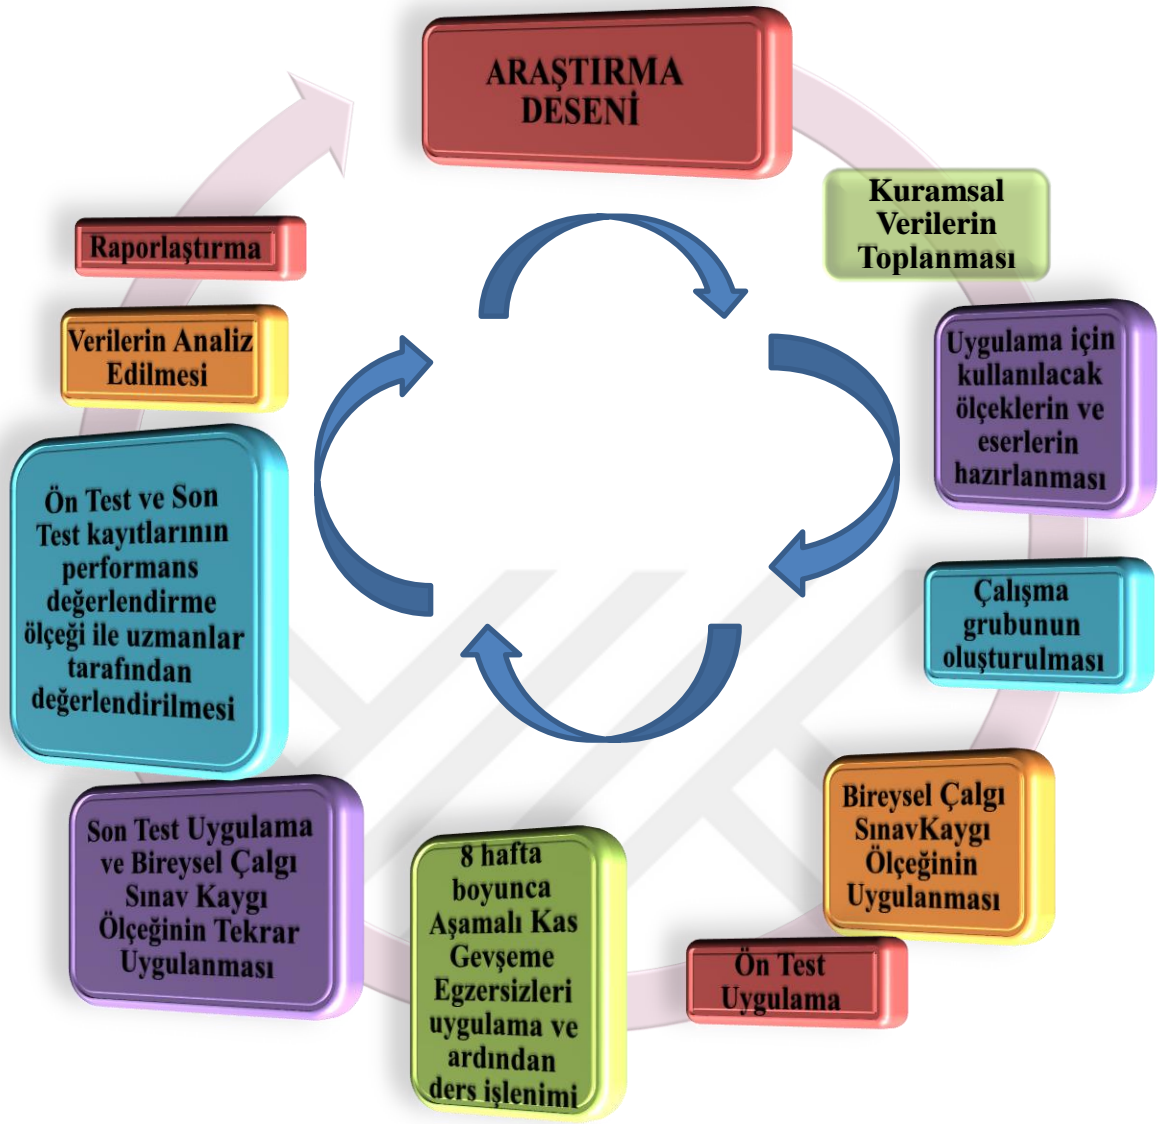 ARAŞTIRMA
DESENİ
Kuramsal
Verilerin
Toplanması
Uygulama için
kullanılacak
ölçeklerin ve
eserlerin
hazırlanması
Çalışma
grubunun
oluşturulması
Bireysel Çalgı
SınavKaygı
Ölçeğinin
Uygulanması
Ön Test
Uygulama
8 hafta
boyunca
Aşamalı Kas
Gevşeme
Egzersizleri
uygulama ve
ardından
ders işlenimi
Son Test Uygulama
ve Bireysel Çalgı
Sınav Kaygı
Ölçeğinin Tekrar
Uygulanması
Ön Test ve Son
Test kayıtlarının
performans
değerlendirme
ölçeği ile uzmanlar
tarafından
değerlendirilmesi
Verilerin Analiz
Edilmesi
Raporlaştırma